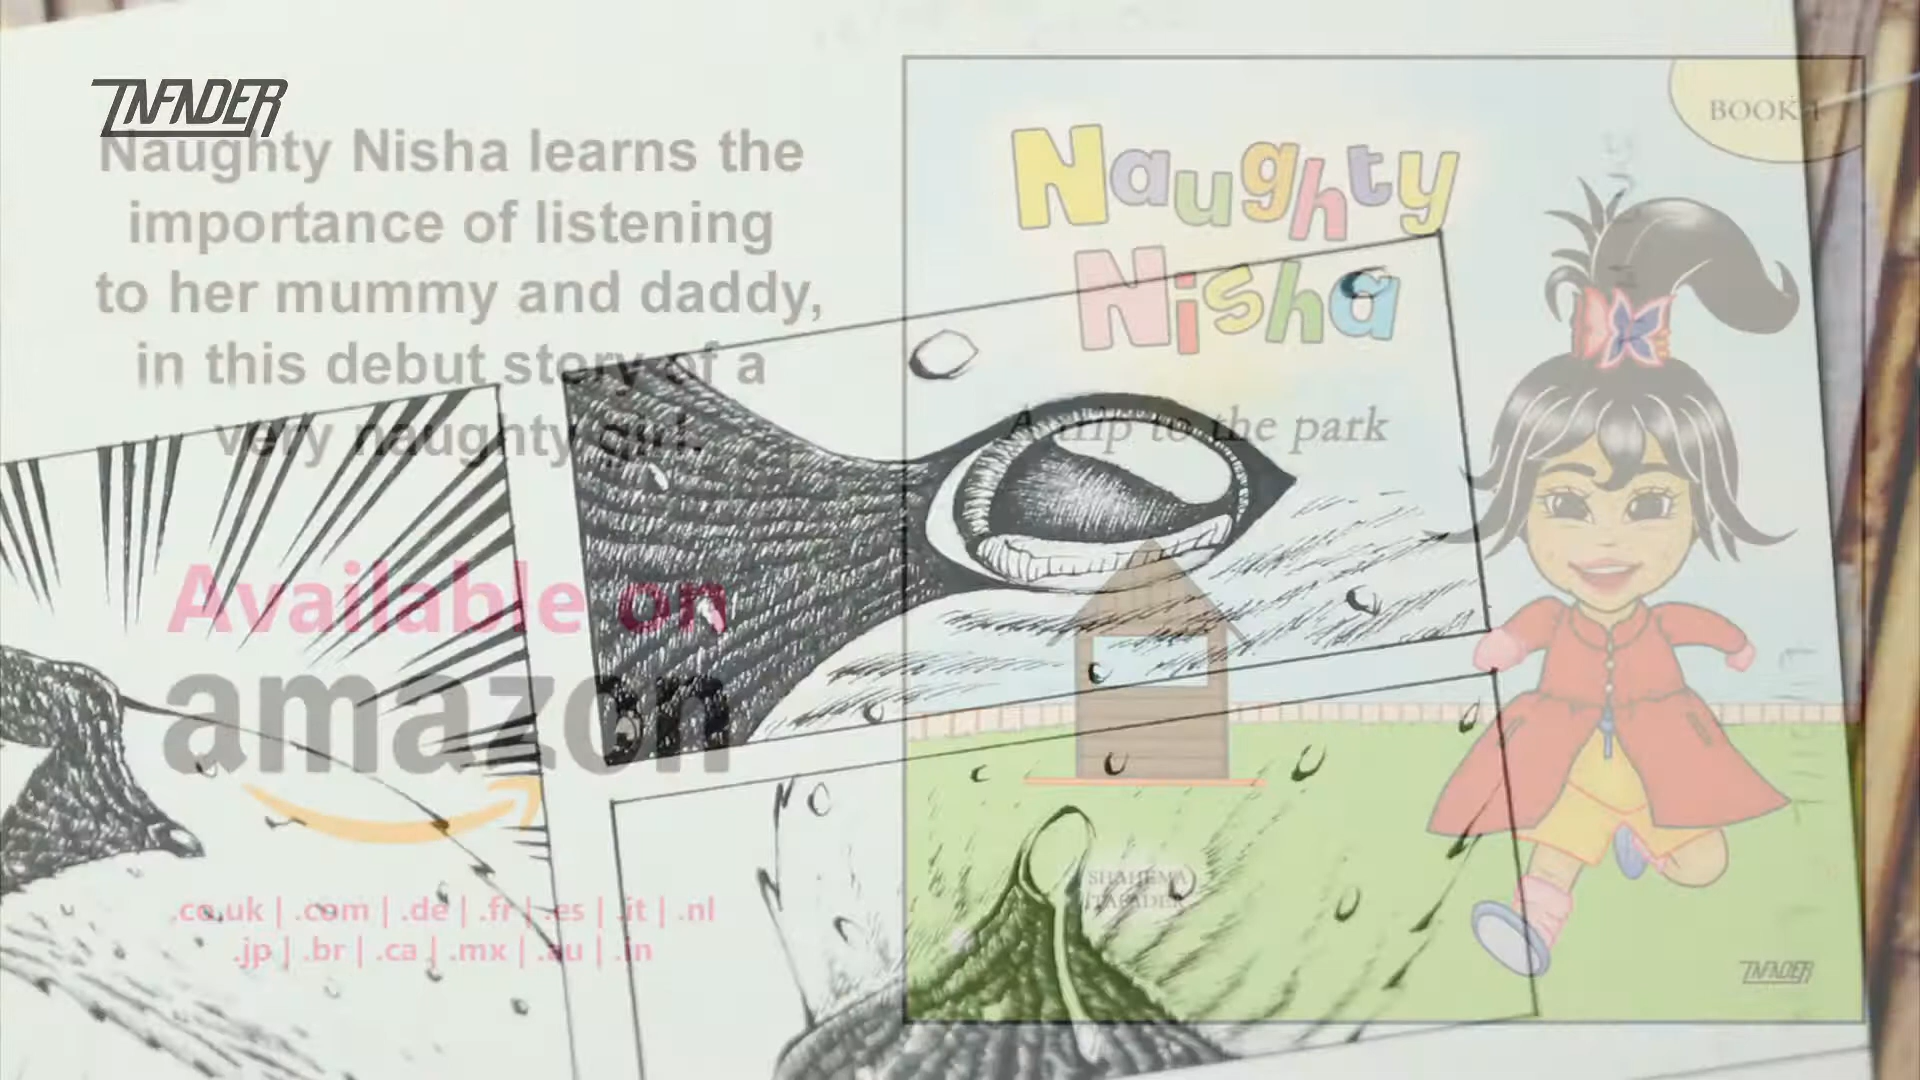 TAFADER
Naughty Nisha learns the
importance of listening
to her mummy and daddy,
in this debut story of a
very naughty girl.
Available on
amazon
.co.uk | .com | .de | .fr | .es | .it | .nl
.jp | .br | .ca | .mx | .au | .in
BOOK 1
Naughty
Nisha
A trip to the park
SHAHEMA
TAFADER
TAFADER